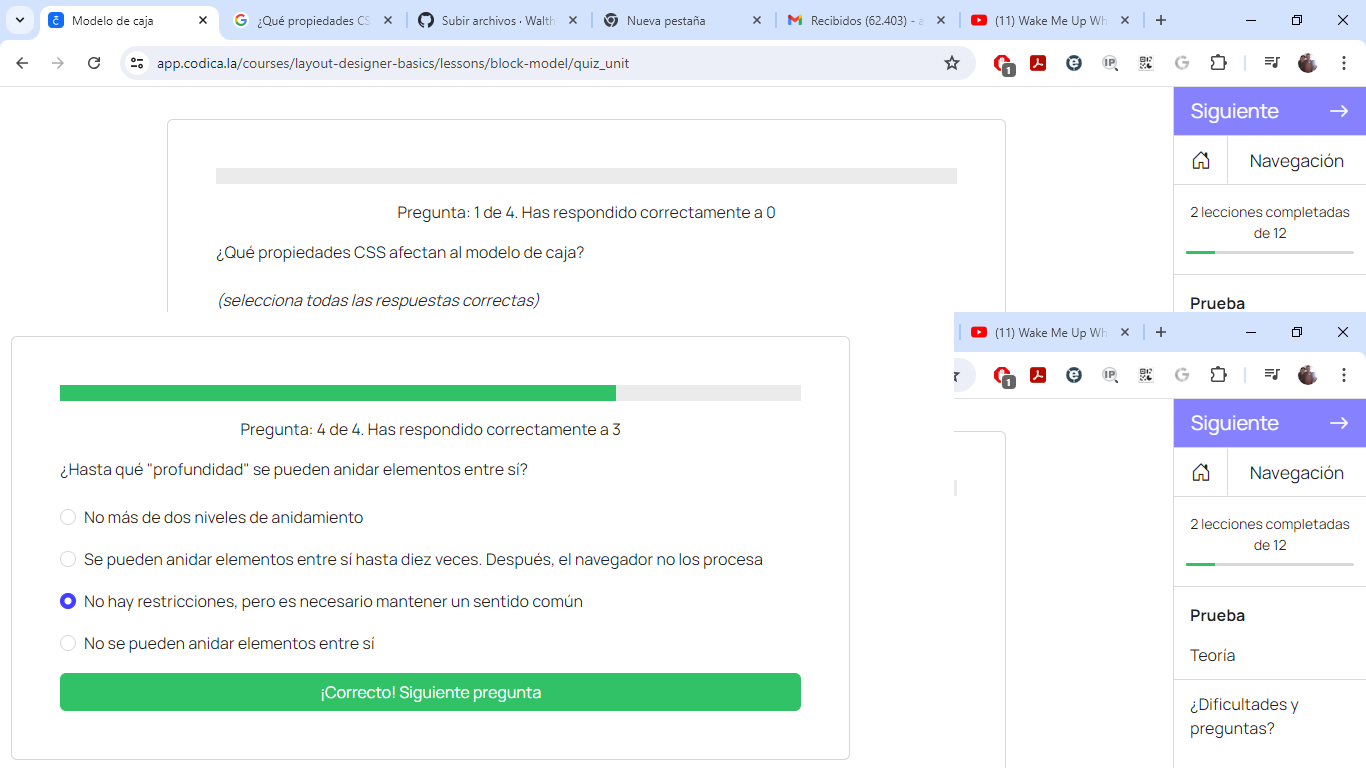 Modelo de caja
¿Qué propiedades CS
Subir archivos · Walth
Nueva pestaña
Recibidos (62.403) - a
(11) Wake Me Up Wh
app.codica.la/courses/layout-designer-basics/lessons/block-model/quiz_unit
1
Siguiente
Navegación
2 lecciones completadas
de 12
Prueba
Pregunta: 1 de 4. Has respondido correctamente a 0
¿Qué propiedades CSS afectan al modelo de caja?
(selecciona todas las respuestas correctas)
Pregunta: 4 de 4. Has respondido correctamente a 3
¿Hasta qué "profundidad" se pueden anidar elementos entre sí?
No más de dos niveles de anidamiento
Se pueden anidar elementos entre sí hasta diez veces. Después, el navegador no los procesa
No hay restricciones, pero es necesario mantener un sentido común
No se pueden anidar elementos entre sí
¡Correcto! Siguiente pregunta
(11) Wake Me Up Wh
1
Siguiente
Navegación
2 lecciones completadas
de 12
Prueba
Teoría
¿Dificultades y
preguntas?